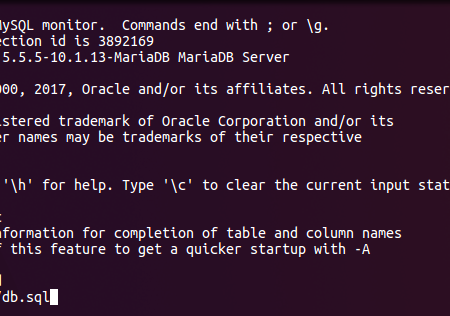 MySQL monitor.  Commands end with ; or \g.
ection id is 3892169
5.5.5-10.1.13-MariaDB MariaDB Server
000, 2017, Oracle and/or its affiliates. All rights reser
istered trademark of Oracle Corporation and/or its
er names may be trademarks of their respective
'\h' for help. Type '\c' to clear the current input stat
nformation for completion of table and column names
f this feature to get a quicker startup with -A
/db.sql